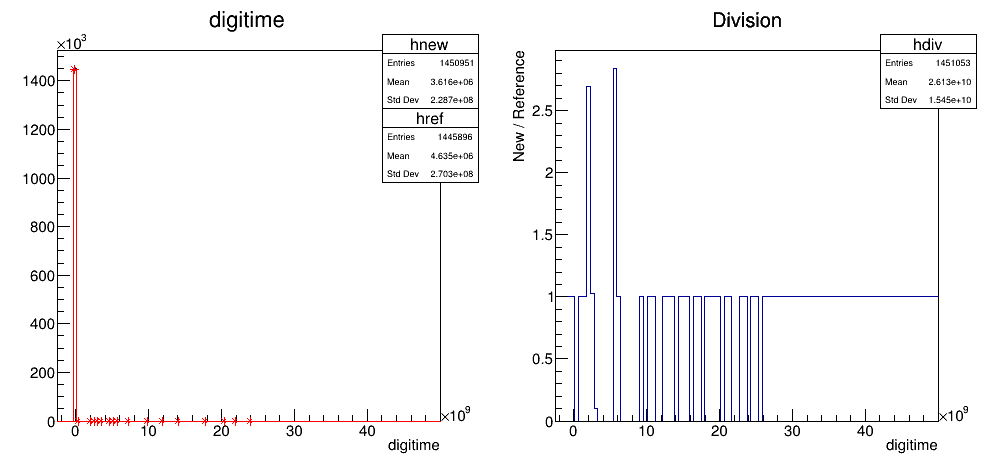 digitime
×10³
hnew
Entries 1450951
Mean 3.616e+06
Std Dev 2.287e+08
href
Entries 1445896
Mean 4.635e+06
Std Dev 2.703e+08
1400
1200
1000
800
600
400
200
0
0 10 20 30 40
×10⁹
digitime
Division
hdiv
Entries 1451053
Mean 2.613e+10
Std Dev 1.545e+10
New / Reference
2.5
2
1.5
1
0.5
0
0 10 20 30 40
×10⁹
digitime